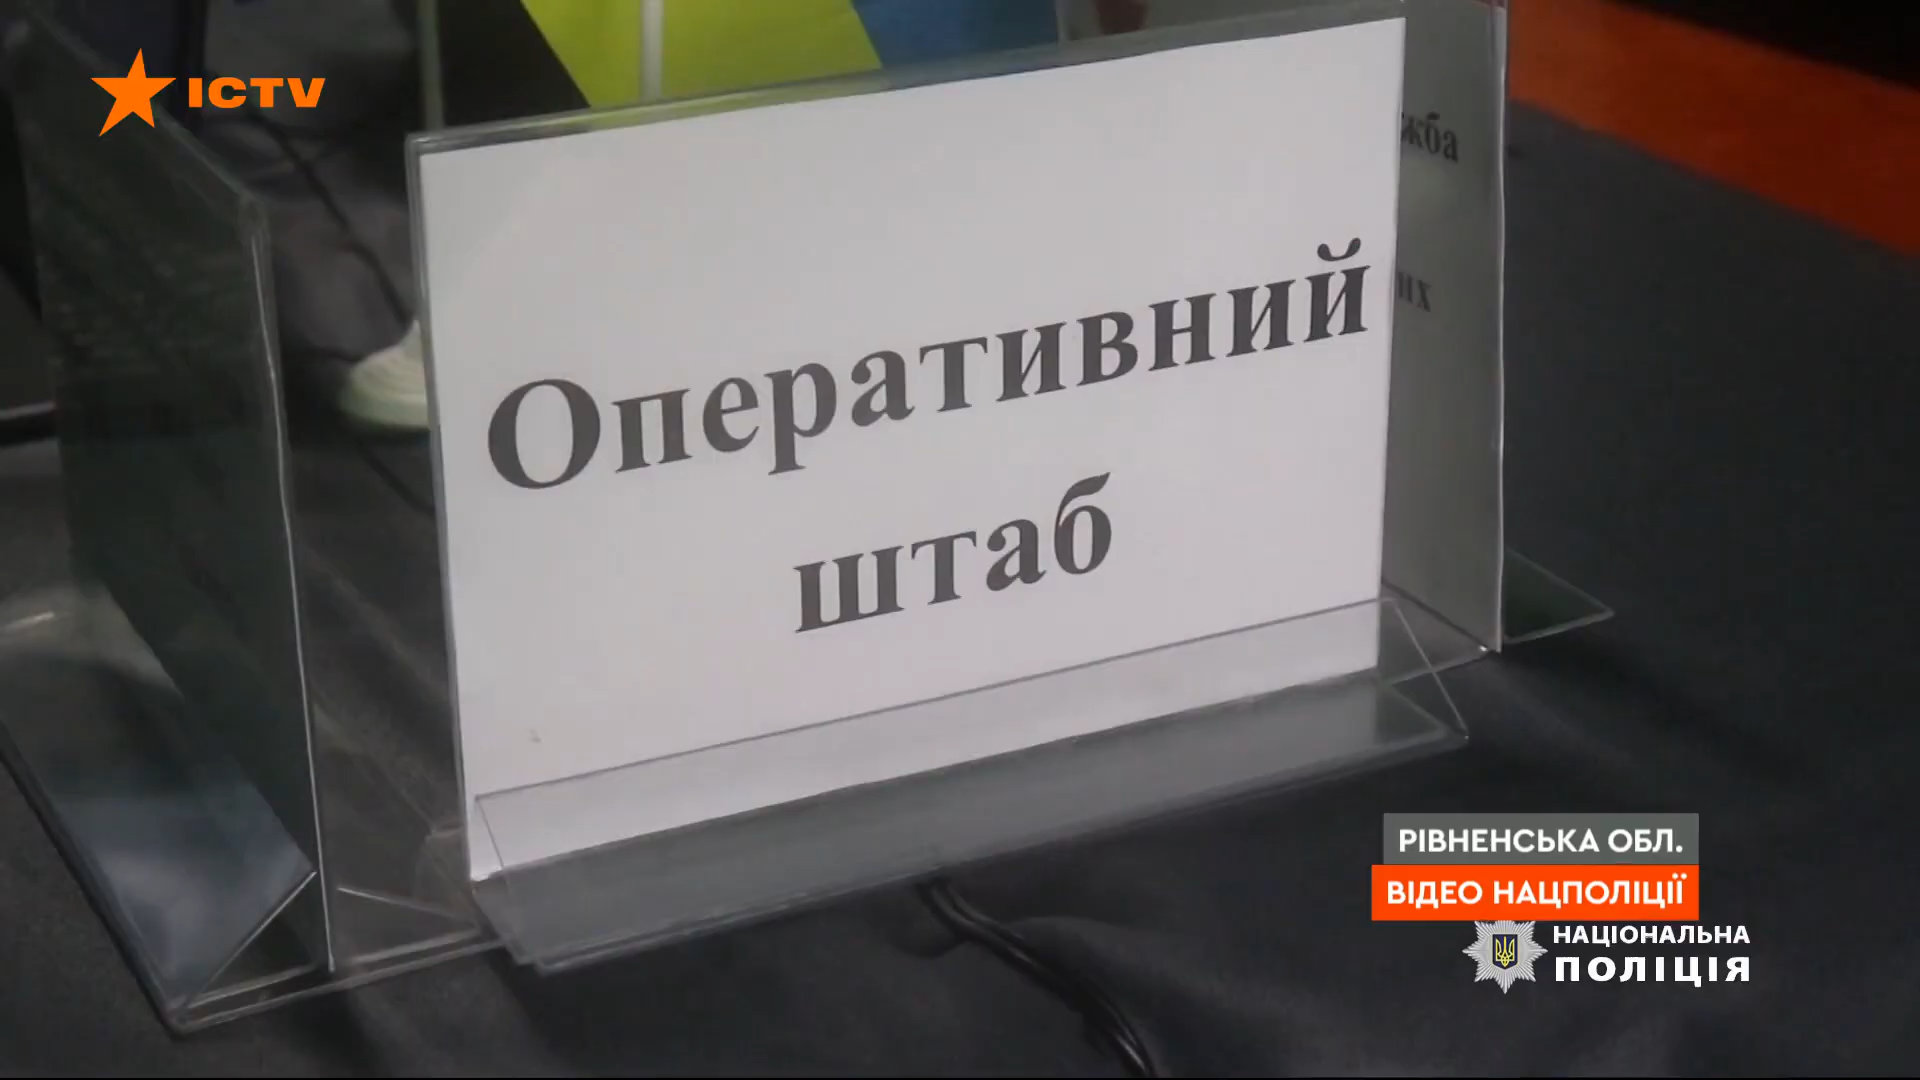 ICTV
Оперативний
штаб
РІВНЕНСЬКА ОБЛ.
ВІДЕО НАЦПОЛІЦІЇ
НАЦІОНАЛЬНА
ПОЛІЦІЯ